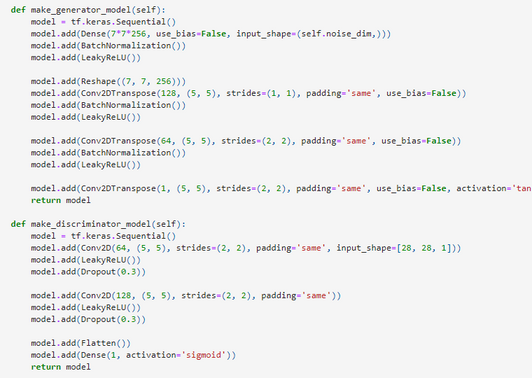 def make_generator_model(self):
    model = tf.keras.Sequential()
    model.add(Dense(7*7*256, use_bias=False, input_shape=(self.noise_dim,)))
    model.add(BatchNormalization())
    model.add(LeakyReLU())
    model.add(Reshape((7, 7, 256)))
    model.add(Conv2DTranspose(128, (5, 5), strides=(1, 1), padding='same', use_bias=False))
    model.add(BatchNormalization())
    model.add(LeakyReLU())
    model.add(Conv2DTranspose(64, (5, 5), strides=(2, 2), padding='same', use_bias=False))
    model.add(BatchNormalization())
    model.add(LeakyReLU())
    model.add(Conv2DTranspose(1, (5, 5), strides=(2, 2), padding='same', use_bias=False, activation='tan
    return model
def make_discriminator_model(self):
    model = tf.keras.Sequential()
    model.add(Conv2D(64, (5, 5), strides=(2, 2), padding='same', input_shape=[28, 28, 1]))
    model.add(LeakyReLU())
    model.add(Dropout(0.3))
    model.add(Conv2D(128, (5, 5), strides=(2, 2), padding='same'))
    model.add(LeakyReLU())
    model.add(Dropout(0.3))
    model.add(Flatten())
    model.add(Dense(1, activation='sigmoid'))
    return model